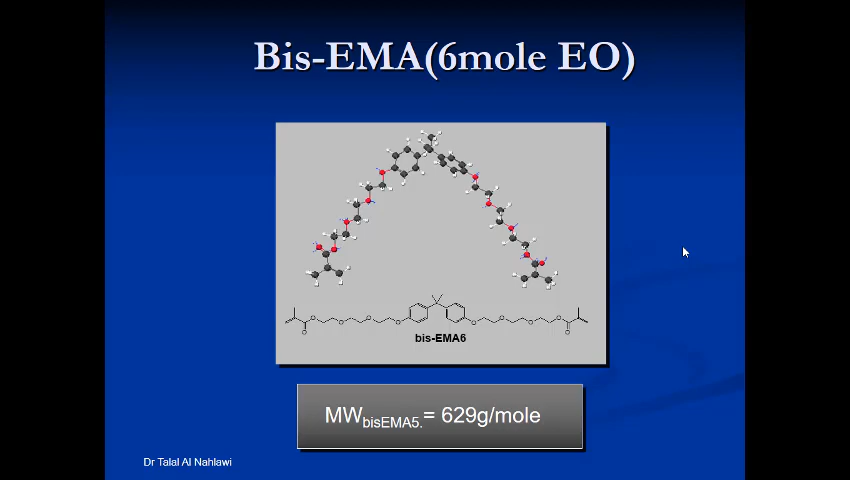 Bis-EMA(6mole EO)
bis-EMA6
MWbisEMA5.= 629g/mole
Dr Talal Al Nahlawi